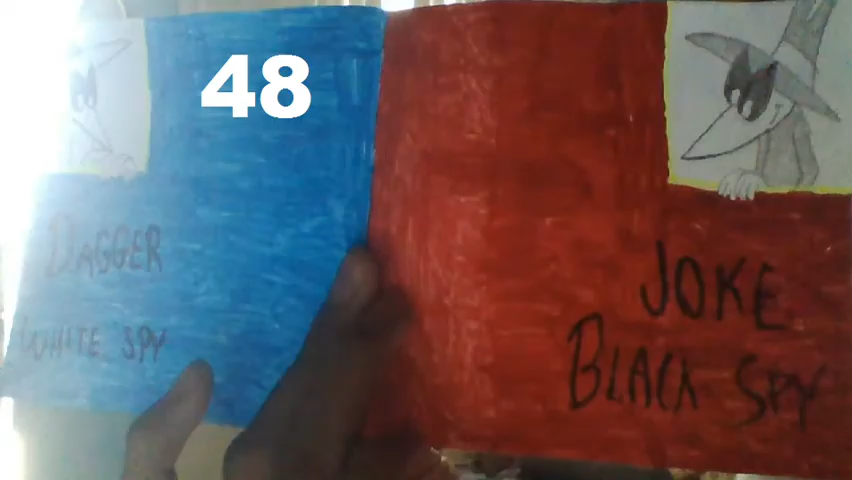 48
DAGGER
WHITE SPY
JOKE
BLACK SPY